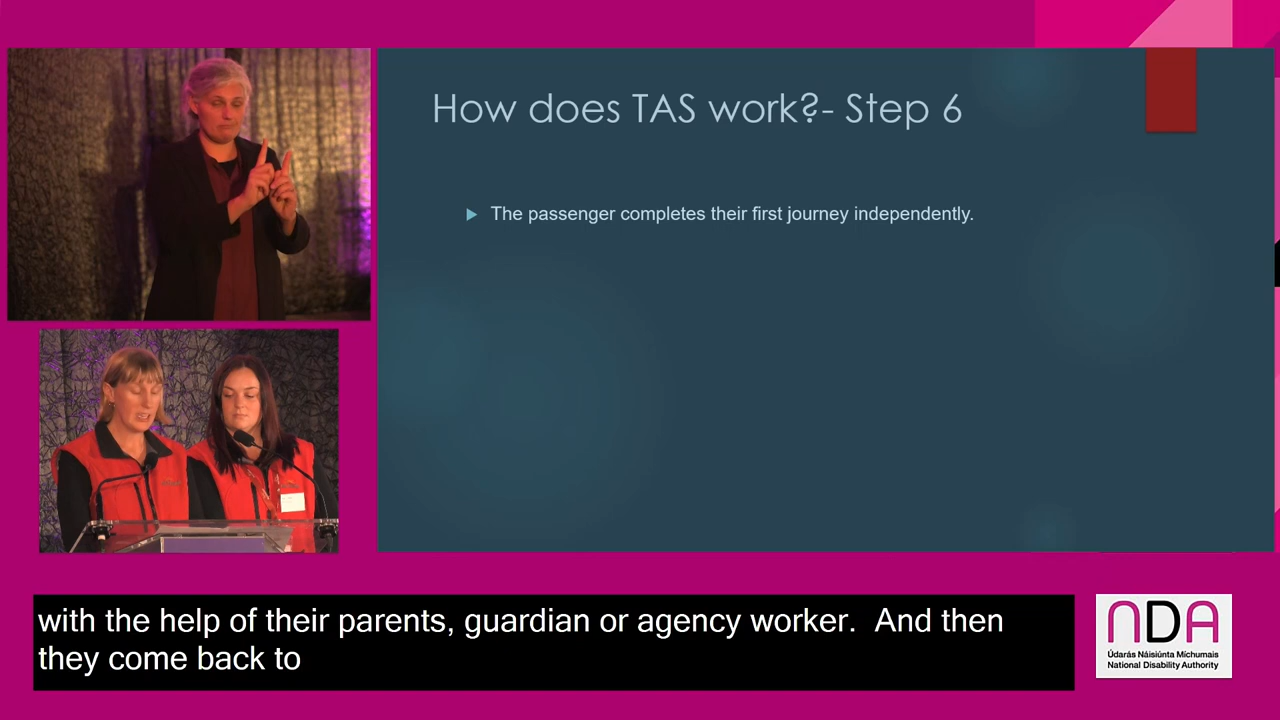 How does TAS work?- Step 6
The passenger completes their first journey independently.
with the help of their parents, guardian or agency worker.  And then
they come back to
NDA
Údarás Náisiúnta Míchumais
National Disability Authority